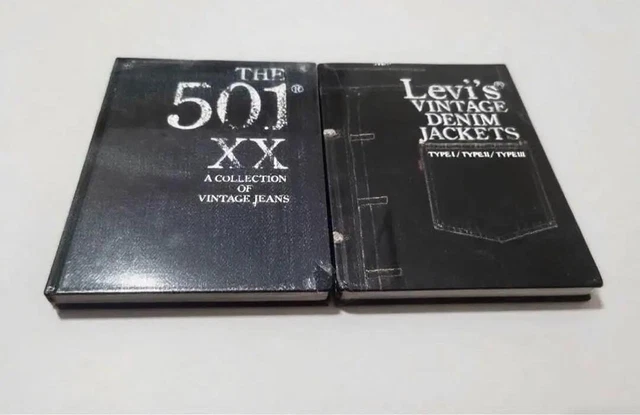 THE
501®
XX
A COLLECTION
OF
VINTAGE JEANS
Levi's®
VINTAGE
DENIM
JACKETS
TYPE.I / TYPE.II / TYPE.III